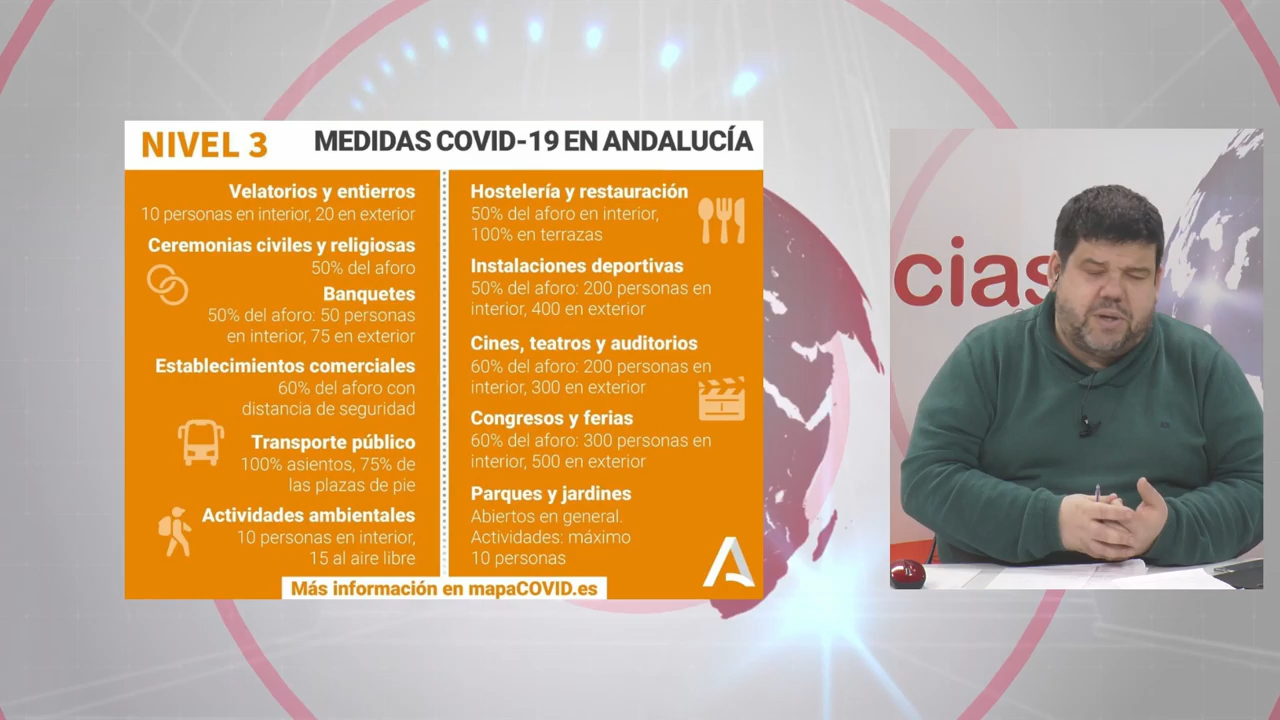 NIVEL 3
MEDIDAS COVID-19 EN ANDALUCÍA
Velatorios y entierros
10 personas en interior, 20 en exterior
Ceremonias civiles y religiosas
50% del aforo
Banquetes
50% del aforo: 50 personas
en interior, 75 en exterior
Establecimientos comerciales
60% del aforo con
distancia de seguridad
Transporte público
100% asientos, 75% de
las plazas de pie
Actividades ambientales
10 personas en interior,
15 al aire libre
Hostelería y restauración
50% del aforo en interior,
100% en terrazas
Instalaciones deportivas
50% del aforo: 200 personas en
interior, 400 en exterior
Cines, teatros y auditorios
60% del aforo: 200 personas en
interior, 300 en exterior
Congresos y ferias
60% del aforo: 300 personas en
interior, 500 en exterior
Parques y jardines
Abiertos en general.
Actividades: máximo
10 personas
Más información en mapaCOVID.es
cias